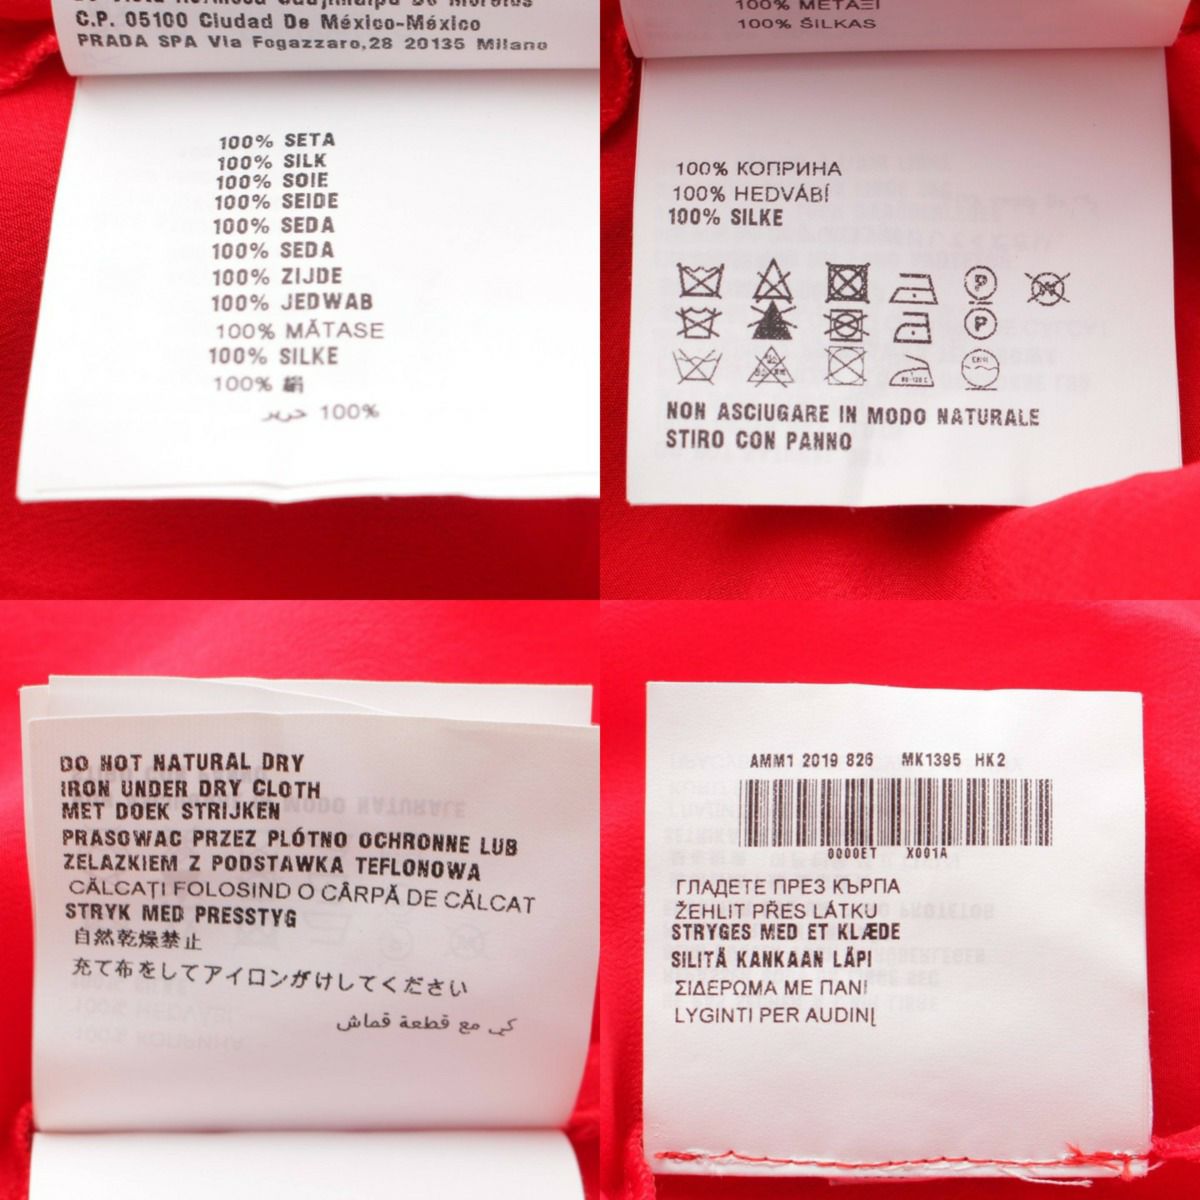 C.P. 05100 Ciudad De México-México
PRADA SPA Via Fogazzaro,28 20135 Milano
100% SETA
100% SILK
100% SOIE
100% SEIDE
100% SEDA
100% SEDA
100% ZIJDE
100% JEDWAB
100% MĂTASE
100% SILKE
100% 絹
100% حرير
100% ΜΕΤΑΞΙ
100% ŠILKAS
100% КОПРИНА
100% HEDVÁBÍ
100% SILKE
P
P
NON ASCIUGARE IN MODO NATURALE
STIRO CON PANNO
DO NOT NATURAL DRY
IRON UNDER DRY CLOTH
MET DOEK STRIJKEN
PRASOWAC PRZEZ PLÓTNO OCHRONNE LUB
ZELAZKIEM Z PODSTAWKA TEFLONOWA
CĂLCAȚI FOLOSIND O CÂRPĂ DE CĂLCAT
STRYK MED PRESSTYG
自然乾燥禁止
充て布をしてアイロンがけしてください
كي مع قطعة قماش
AMM1 2019 826 MK1395 HK2
0000ET X001A
ГЛАДЕТЕ ПРЕЗ КЪРПА
ŽEHLIT PŘES LÁTKU
STRYGES MED ET KLÆDE
SILITÄ KANKAAN LÄPI
ΣΙΔΕΡΩΜΑ ΜΕ ΠΑΝΙ
LYGINTI PER AUDINĮ